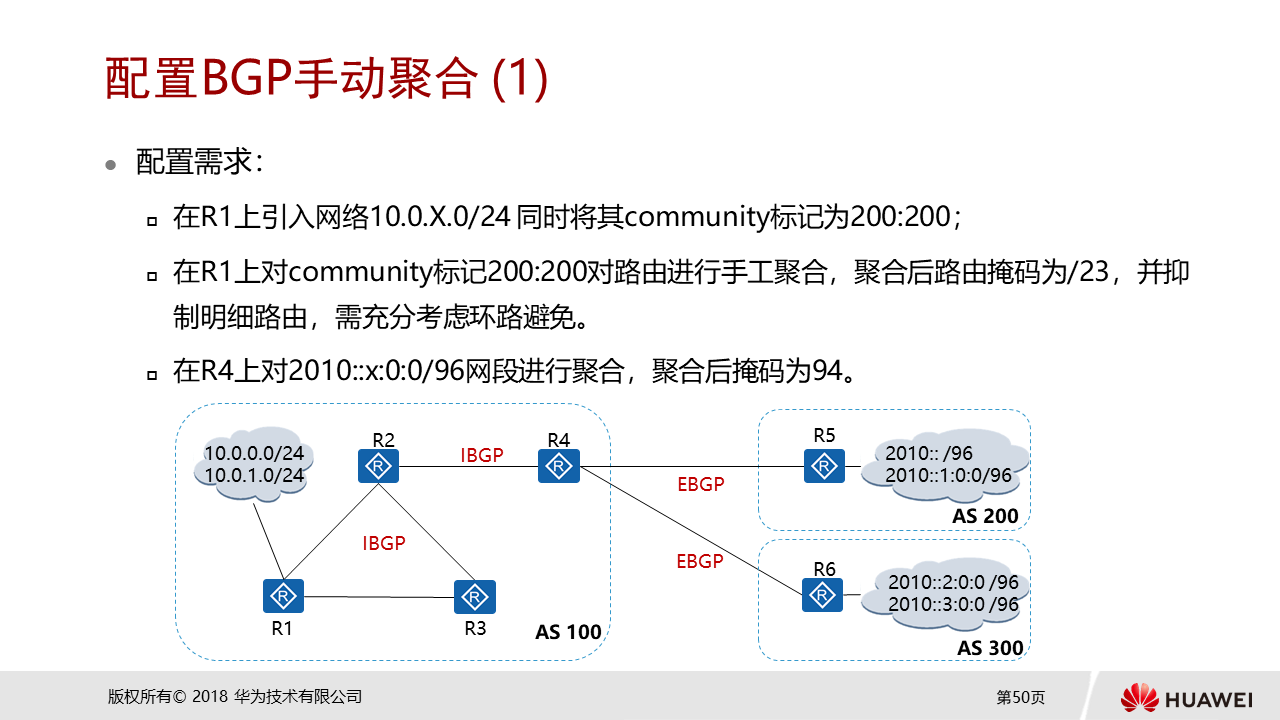 配置BGP手动聚合 (1)
配置需求：
在R1上引入网络10.0.X.0/24 同时将其community标记为200:200；
在R1上对community标记200:200对路由进行手工聚合，聚合后路由掩码为/23，并抑
制明细路由，需充分考虑环路避免。
在R4上对2010::x:0:0/96网段进行聚合，聚合后掩码为94。
10.0.0.0/24
10.0.1.0/24
R2
IBGP
R4
EBGP
R5
2010:: /96
2010::1:0:0/96
AS 200
IBGP
EBGP
R6
2010::2:0:0 /96
2010::3:0:0 /96
AS 300
R
R
R
R
R
R
R1
R3
AS 100
版权所有© 2018 华为技术有限公司
第50页
HUAWEI